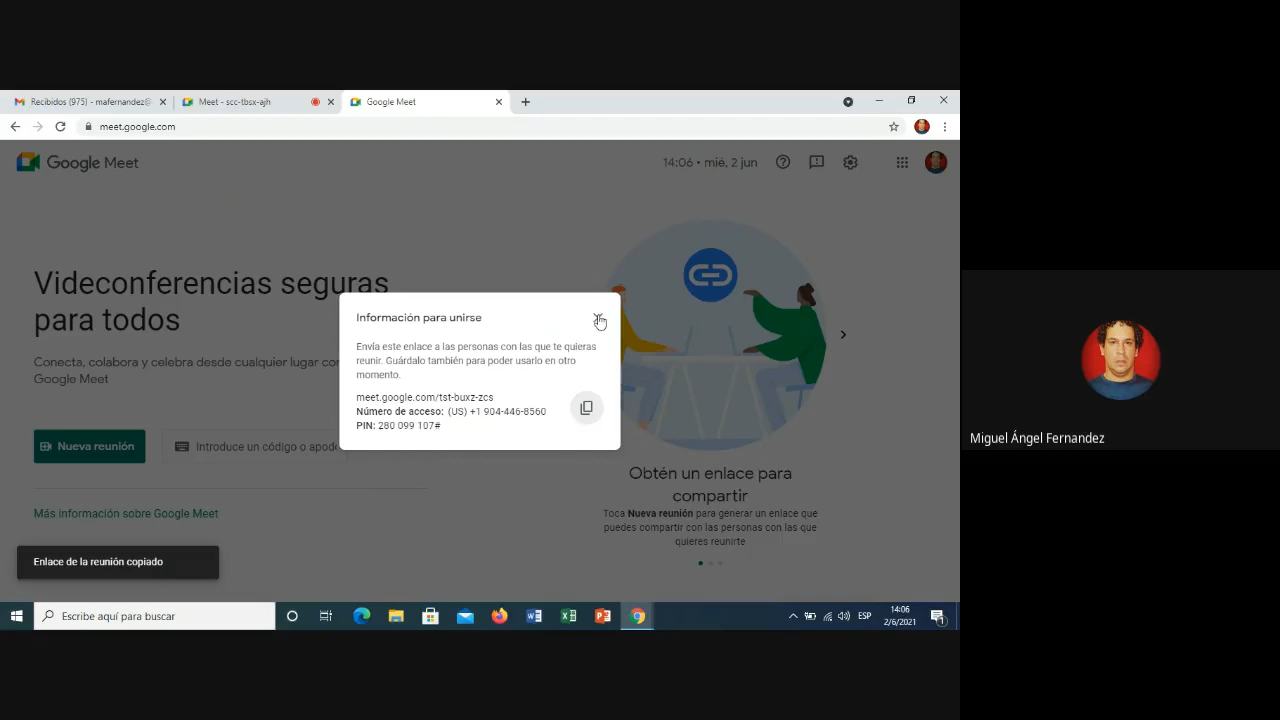 Recibidos (975) - mafernandez@
Meet - scc-tbsx-ajh
Google Meet
meet.google.com
Google Meet
14:06 • mié, 2 jun
Videconferencias seguras
para todos
Conecta, colabora y celebra desde cualquier lugar con
Google Meet
Nueva reunión
Introduce un código o apodo
Más información sobre Google Meet
Enlace de la reunión copiado
Información para unirse
Envía este enlace a las personas con las que te quieras
reunir. Guárdalo también para poder usarlo en otro
momento.
meet.google.com/tst-buxz-zcs
Número de acceso: (US) +1 904-446-8560
PIN: 280 099 107#
Obtén un enlace para
compartir
Toca Nueva reunión para generar un enlace que
puedes compartir con las personas con las que
quieres reunirte
Escribe aquí para buscar
ESP
14:06
2/6/2021
1
Miguel Ángel Fernandez